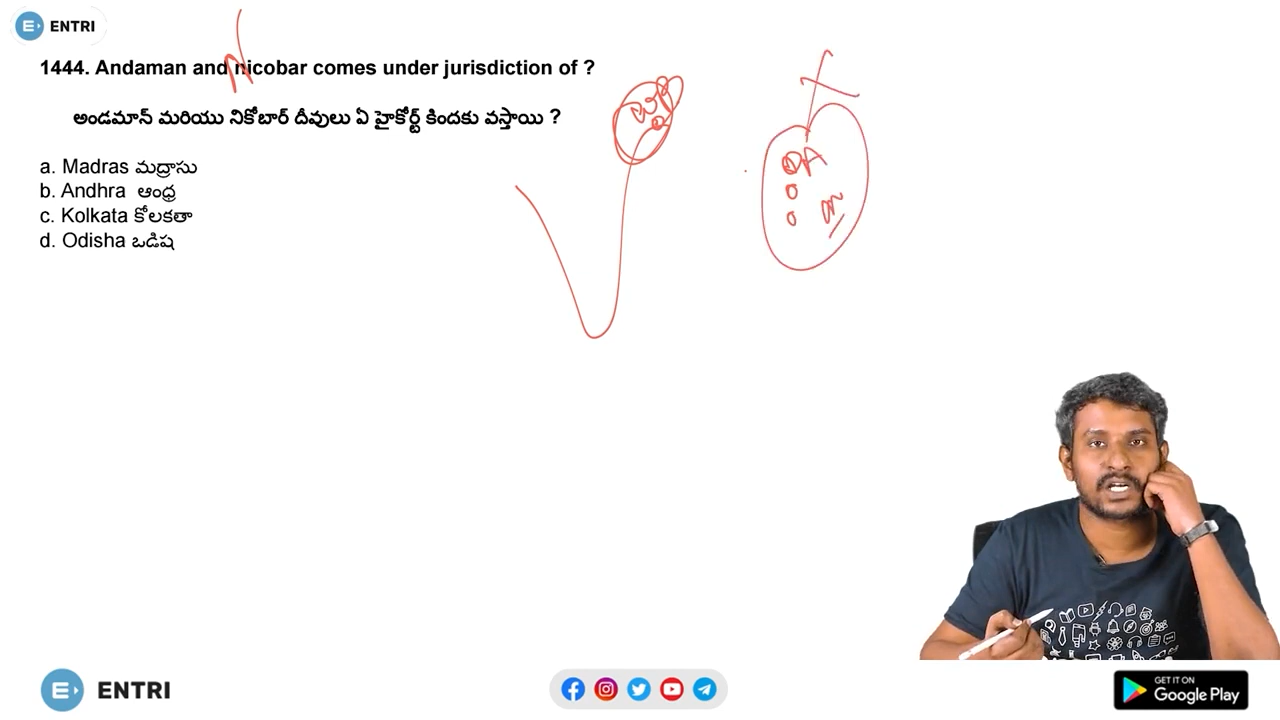 ENTRI
1444. Andaman and nicobar comes under jurisdiction of ?
అండమాన్ మరియు నికోబార్ దీవులు ఏ హైకోర్ట్ కిందకు వస్తాయి ?
a. Madras మద్రాసు
b. Andhra ఆంధ్ర
c. Kolkata కోలకతా
d. Odisha ఒడిష
ENTRI
GET IT ON
Google Play